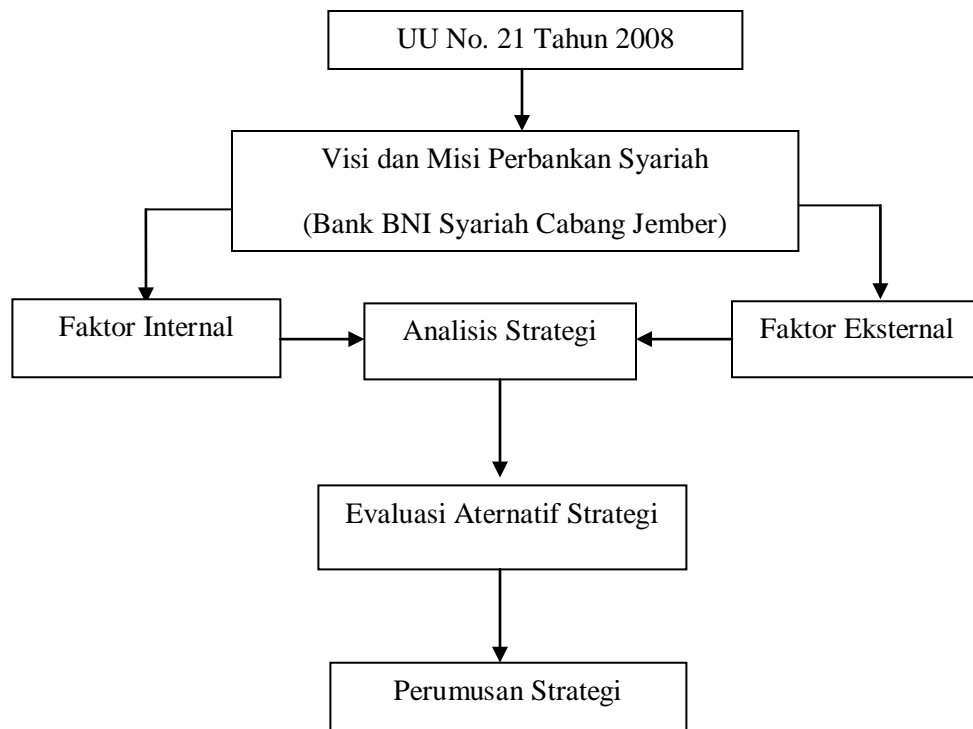 UU No. 21 Tahun 2008
Visi dan Misi Perbankan Syariah
(Bank BNI Syariah Cabang Jember)
Faktor Internal
Analisis Strategi
Faktor Eksternal
Evaluasi Aternatif Strategi
Perumusan Strategi